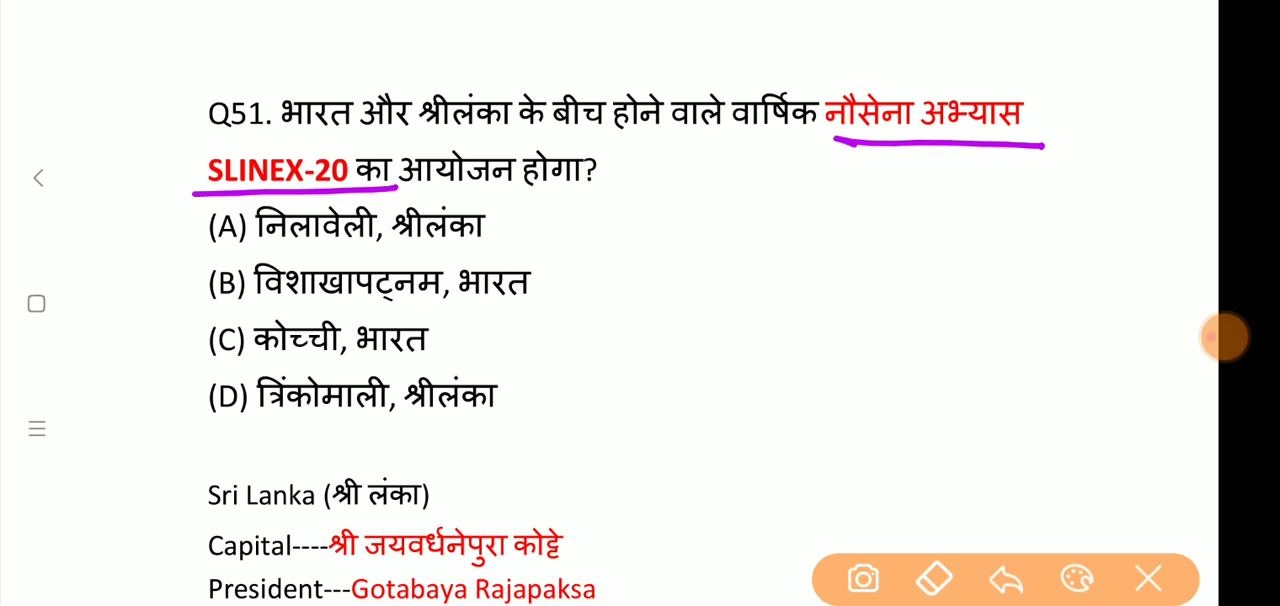 Q51. भारत और श्रीलंका के बीच होने वाले वार्षिक नौसेना अभ्यास
SLINEX-20 का आयोजन होगा?
(A) निलावेली, श्रीलंका
(B) विशाखापट्नम, भारत
(C) कोच्ची, भारत
(D) त्रिंकोमाली, श्रीलंका
Sri Lanka (श्री लंका)
Capital----श्री जयवर्धनेपुरा कोट्टे
President---Gotabaya Rajapaksa